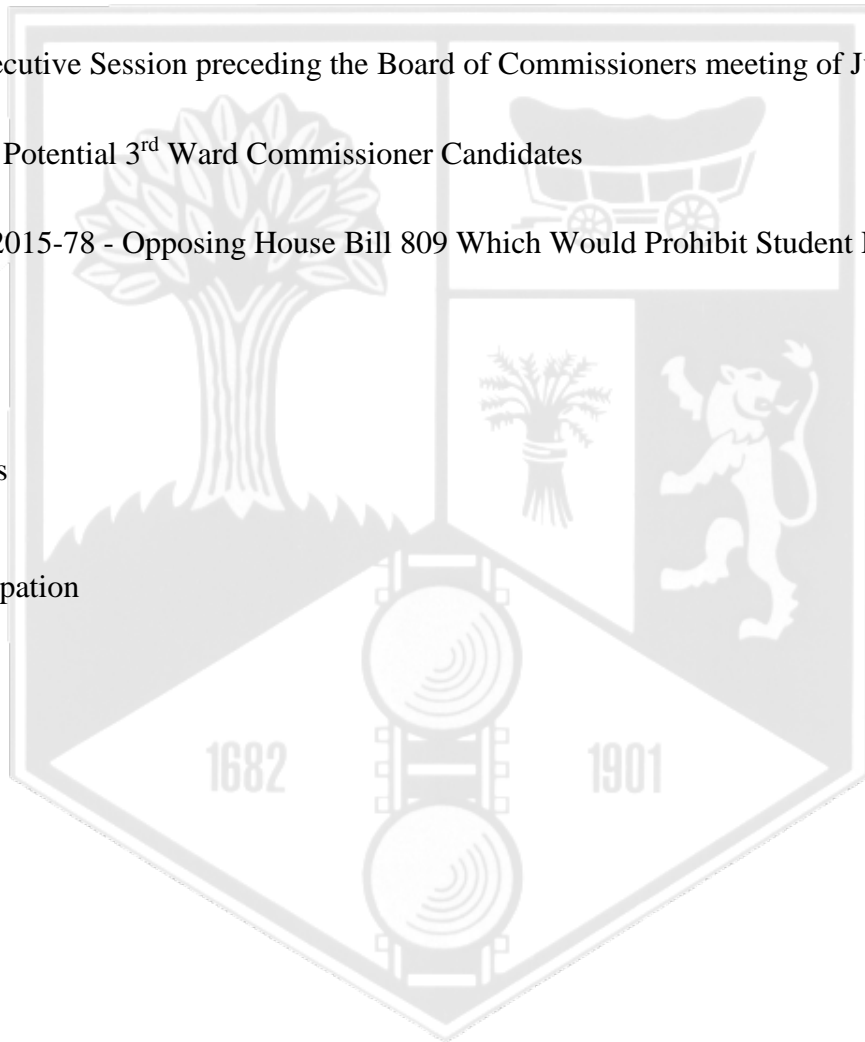 ecutive Session preceding the Board of Commissioners meeting of J
Potential 3rd Ward Commissioner Candidates
2015-78 - Opposing House Bill 809 Which Would Prohibit Student
s
pation
1682
1901